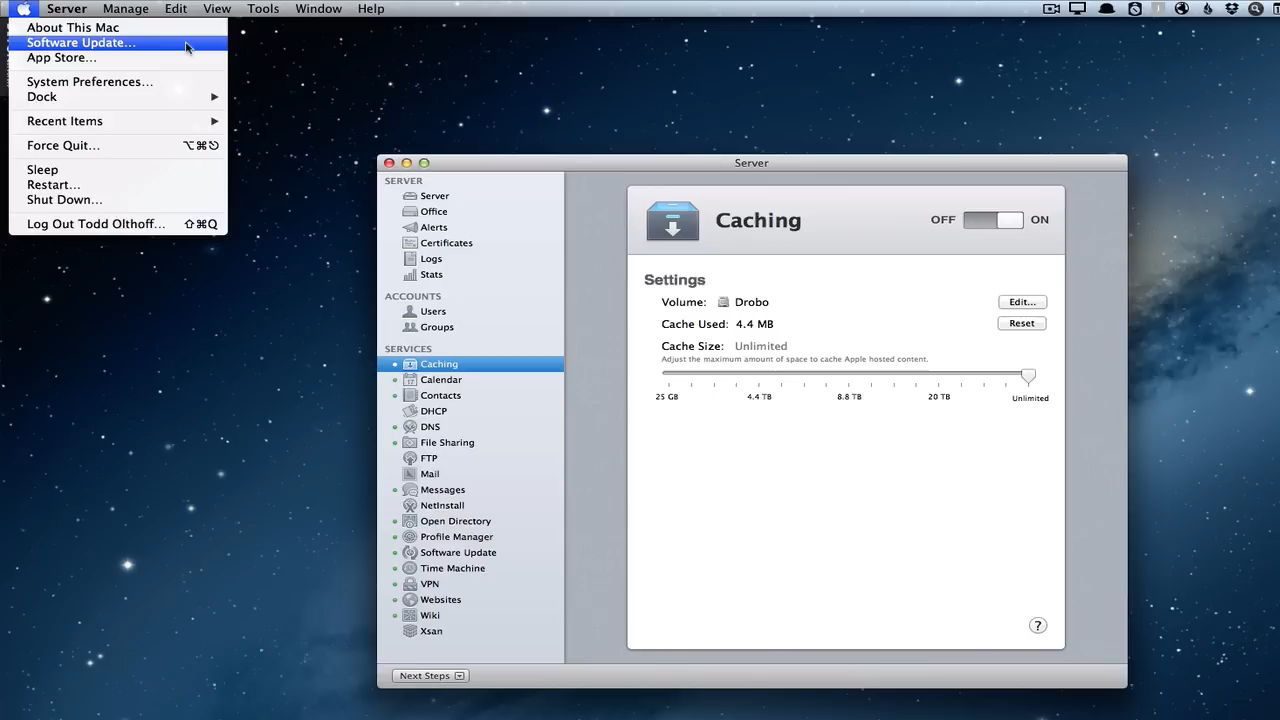 Server Manage Edit View Tools Window Help
About This Mac
Software Update...
App Store...
System Preferences...
Dock
Recent Items
Force Quit... ⌥⌘⎋
Sleep
Restart...
Shut Down...
Log Out Todd Olthoff... ⇧⌘Q
Server
SERVER
Server
Office
Alerts
Certificates
Logs
Stats
ACCOUNTS
Users
Groups
SERVICES
Caching
Calendar
Contacts
DHCP
DNS
File Sharing
FTP
Mail
Messages
NetInstall
Open Directory
Profile Manager
Software Update
Time Machine
VPN
Websites
Wiki
Xsan
Next Steps
Caching OFF ON
Settings
Volume: Drobo Edit...
Cache Used: 4.4 MB Reset
Cache Size: Unlimited
Adjust the maximum amount of space to cache Apple hosted content.
25 GB 4.4 TB 8.8 TB 20 TB Unlimited
?